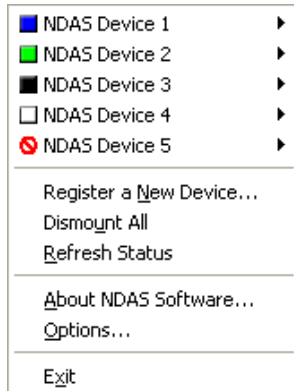 NDAS Device 1
NDAS Device 2
NDAS Device 3
NDAS Device 4
NDAS Device 5
Register a New Device...
Dismount All
Refresh Status
About NDAS Software...
Options...
Exit